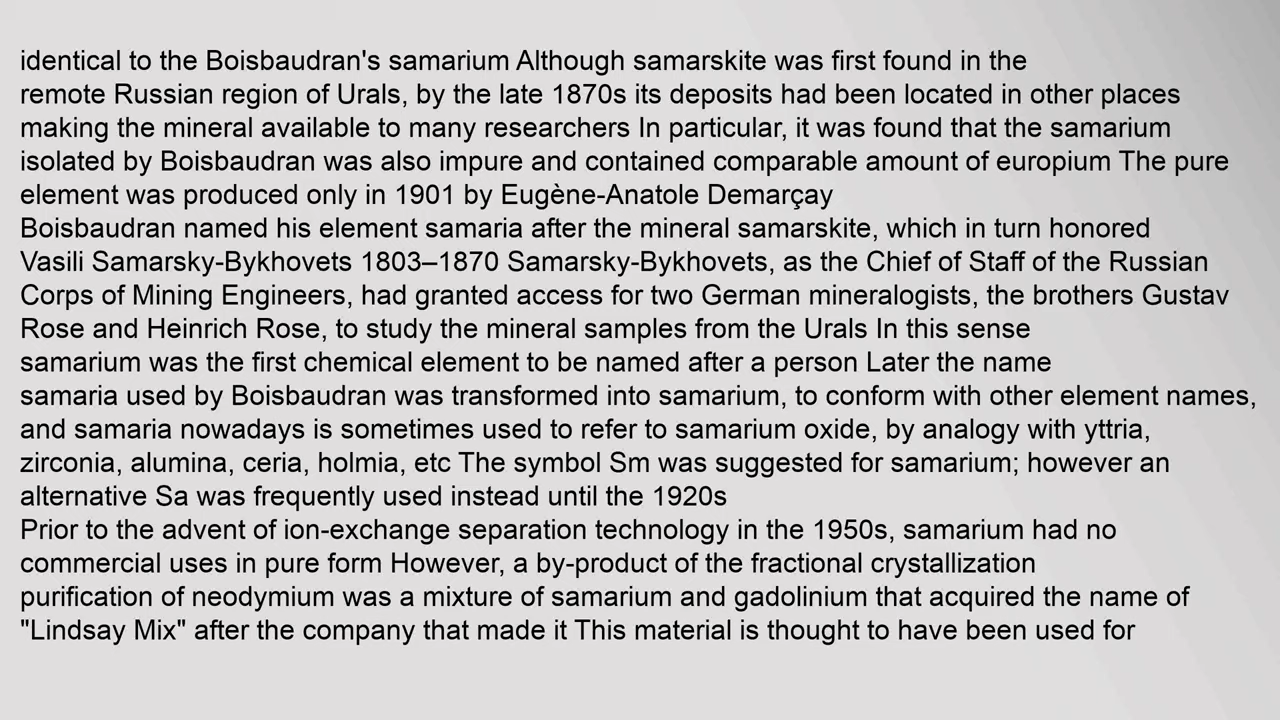 identical to the Boisbaudran's samarium Although samarskite was first found in the
remote Russian region of Urals, by the late 1870s its deposits had been located in other places
making the mineral available to many researchers In particular, it was found that the samarium
isolated by Boisbaudran was also impure and contained comparable amount of europium The pure
element was produced only in 1901 by Eugène-Anatole Demarçay
Boisbaudran named his element samaria after the mineral samarskite, which in turn honored
Vasili Samarsky-Bykhovets 1803–1870 Samarsky-Bykhovets, as the Chief of Staff of the Russian
Corps of Mining Engineers, had granted access for two German mineralogists, the brothers Gustav
Rose and Heinrich Rose, to study the mineral samples from the Urals In this sense
samarium was the first chemical element to be named after a person Later the name
samaria used by Boisbaudran was transformed into samarium, to conform with other element names,
and samaria nowadays is sometimes used to refer to samarium oxide, by analogy with yttria,
zirconia, alumina, ceria, holmia, etc The symbol Sm was suggested for samarium; however an
alternative Sa was frequently used instead until the 1920s
Prior to the advent of ion-exchange separation technology in the 1950s, samarium had no
commercial uses in pure form However, a by-product of the fractional crystallization
purification of neodymium was a mixture of samarium and gadolinium that acquired the name of
"Lindsay Mix" after the company that made it This material is thought to have been used for